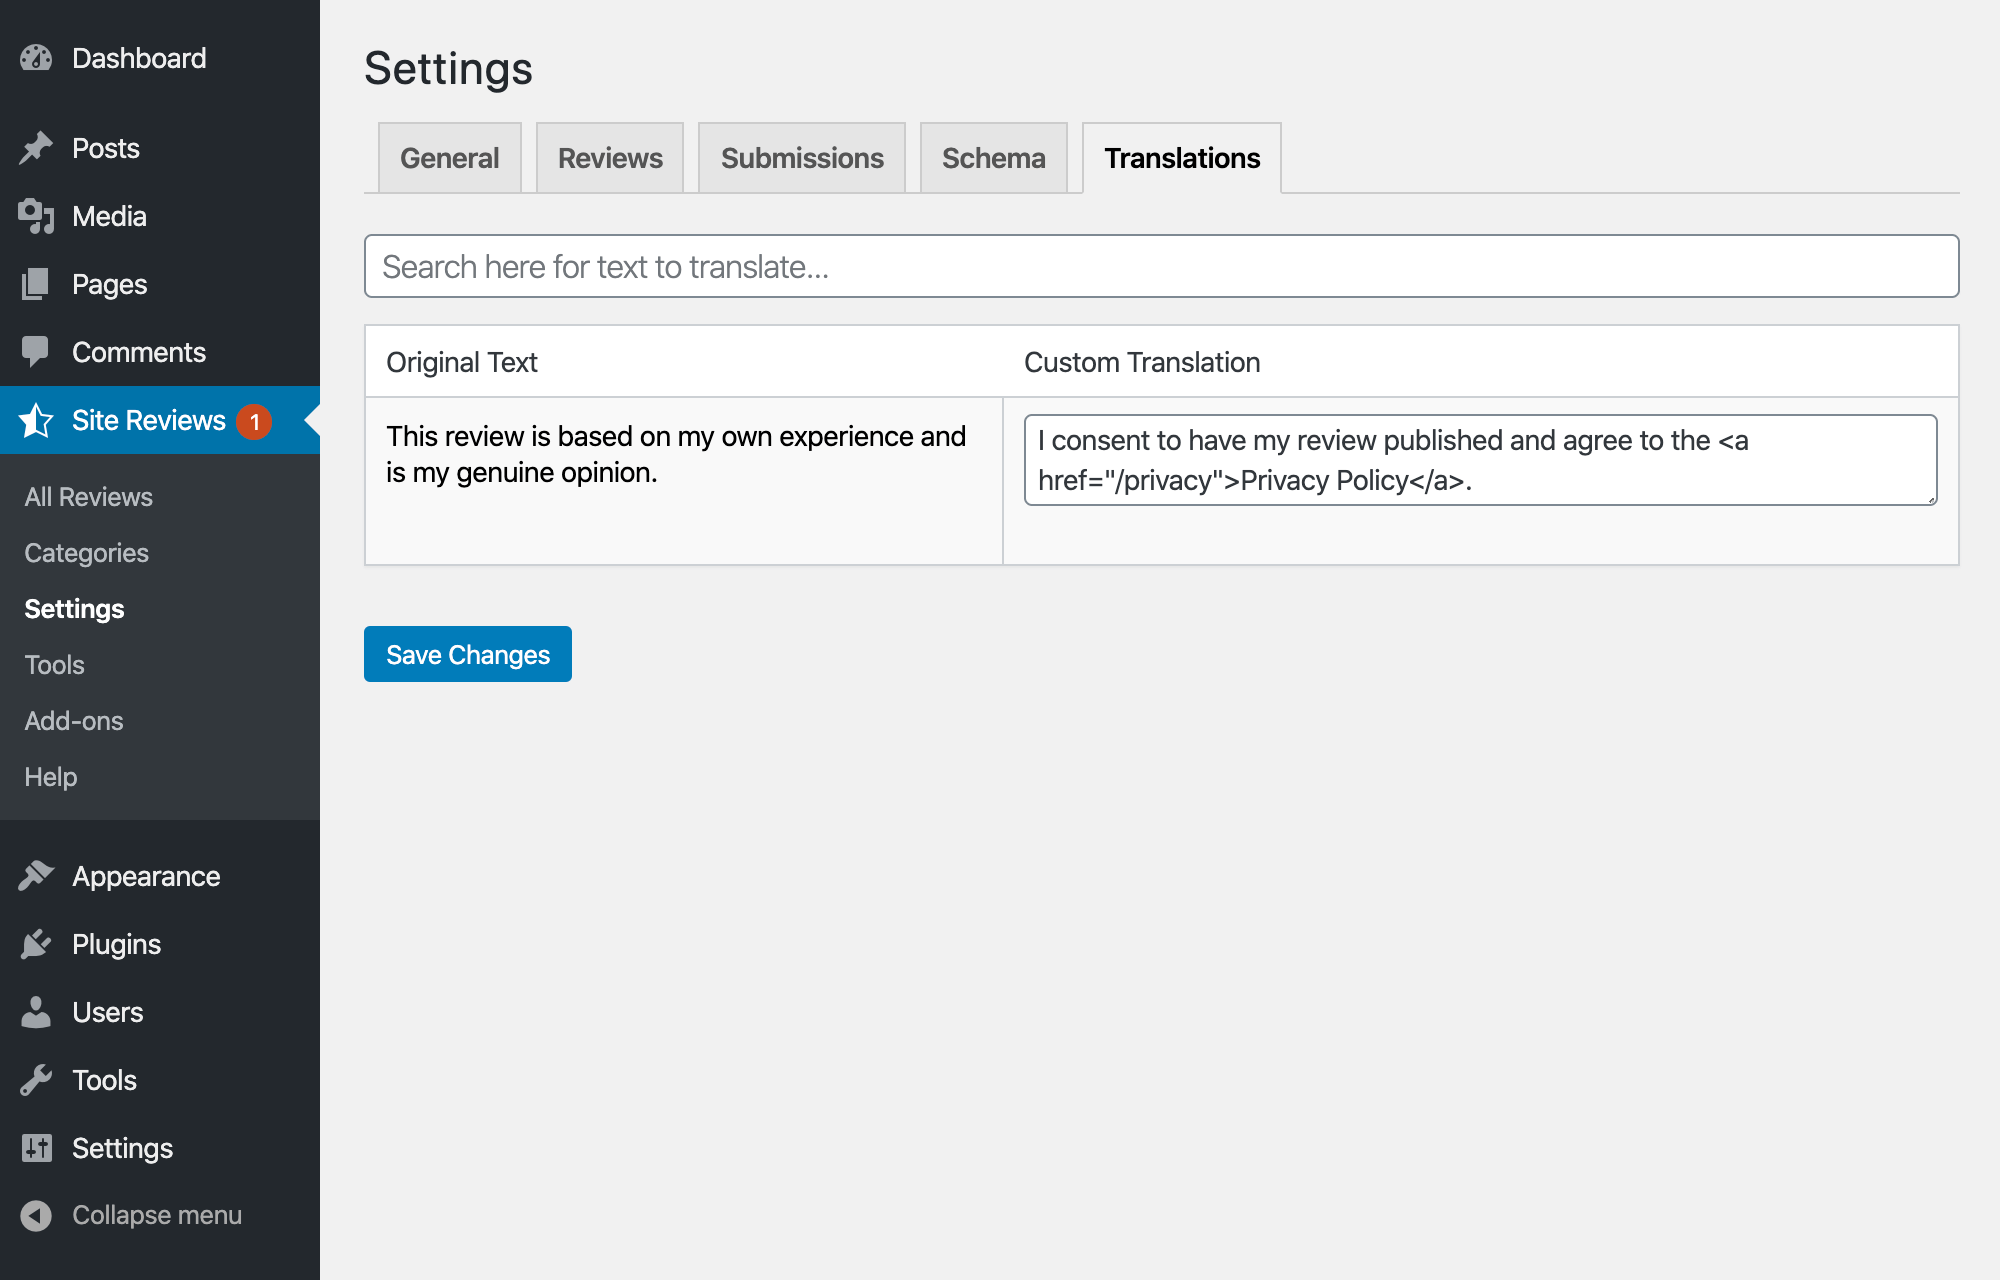 Dashboard
Posts
Media
Pages
Comments
Site Reviews 1
All Reviews
Categories
Settings
Tools
Add-ons
Help
Appearance
Plugins
Users
Tools
Settings
Collapse menu
Settings
General Reviews Submissions Schema Translations
Search here for text to translate...
Original Text Custom Translation
This review is based on my own experience and
is my genuine opinion.
I consent to have my review published and agree to the <a
href="/privacy">Privacy Policy</a>.
Save Changes